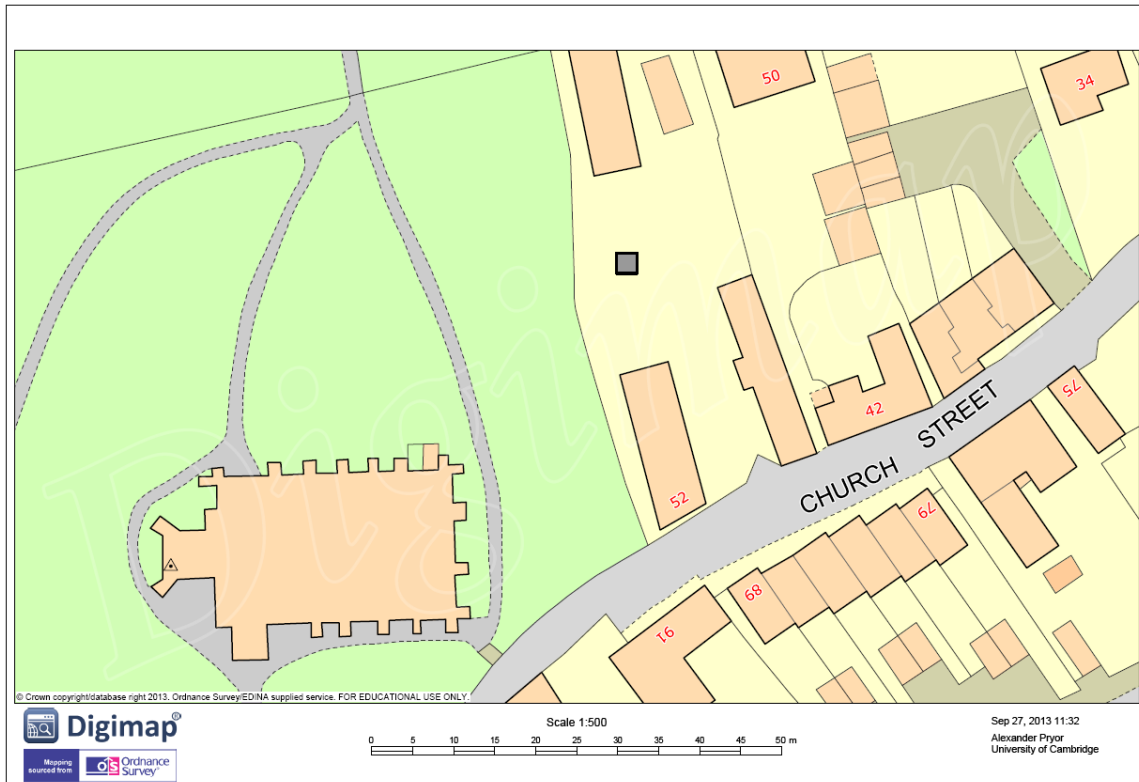 50
34
75
42
CHURCH STREET
52
79
68
91
Digimap
© Crown copyright/database right 2013. Ordnance Survey/EDINA supplied service. FOR EDUCATIONAL USE ONLY.
Digimap®
Mapping
sourced from
OS Ordnance
Survey®
Scale 1:500
0 5 10 15 20 25 30 35 40 45 50 m
Sep 27, 2013 11:32
Alexander Pryor
University of Cambridge